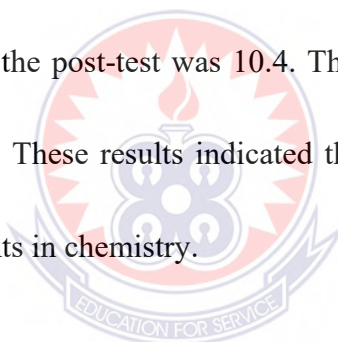 the post-test was 10.4. Th
These results indicated th
ts in chemistry.
EDUCATION FOR SERVICE